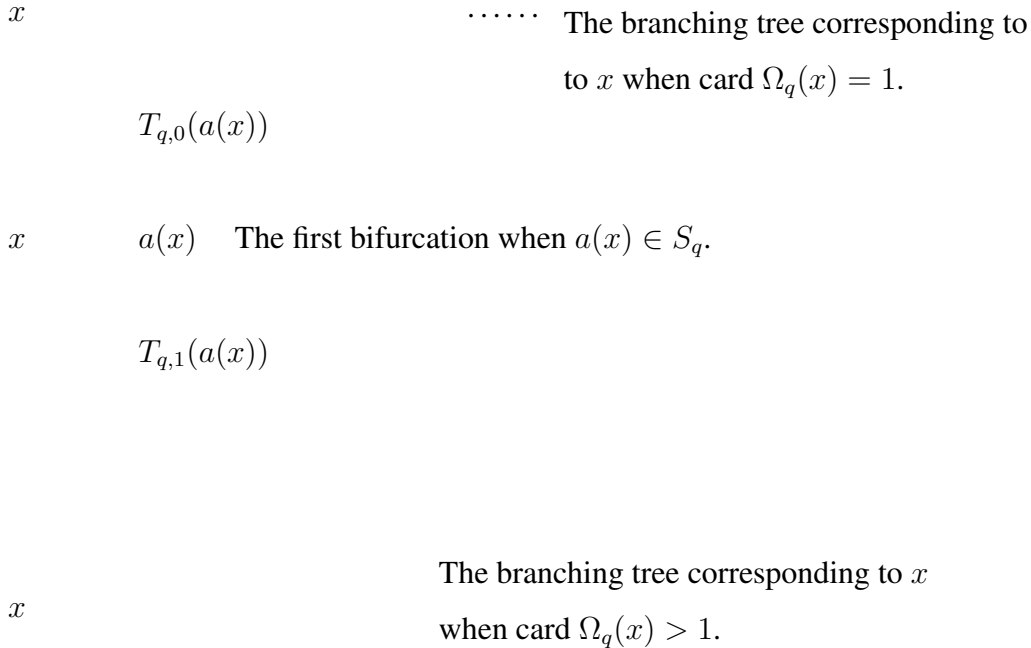 x ...... The branching tree corresponding to
to x when card Ω_q(x) = 1.
T_{q,0}(a(x))
x a(x) The first bifurcation when a(x) ∈ S_q.
T_{q,1}(a(x))
The branching tree corresponding to x
x
when card Ω_q(x) > 1.